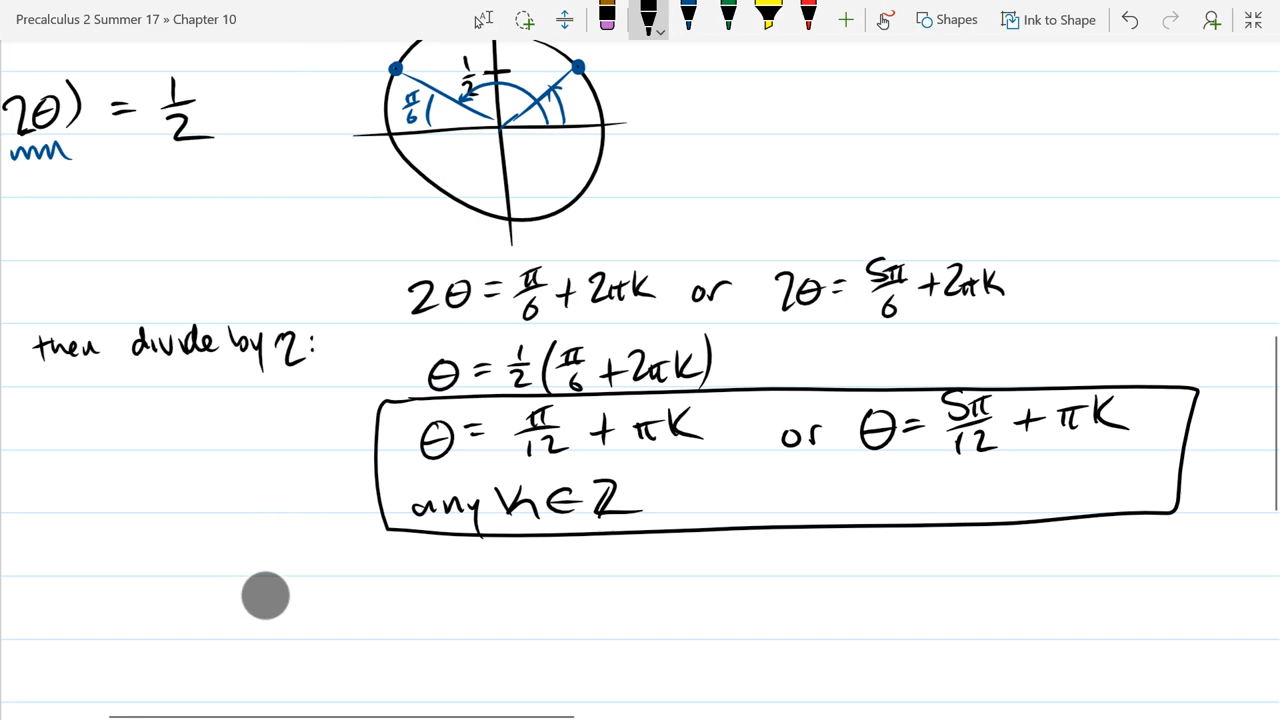 Precalculus 2 Summer 17 » Chapter 10
Shapes
Ink to Shape
1/2
π/6
2θ) = 1/2
2θ = π/6 + 2πk or 2θ = 5π/6 + 2πk
then divide by 2:
θ = 1/2 (π/6 + 2πk)
θ = π/12 + πk or θ = 5π/12 + πk
any k ∈ ℤ